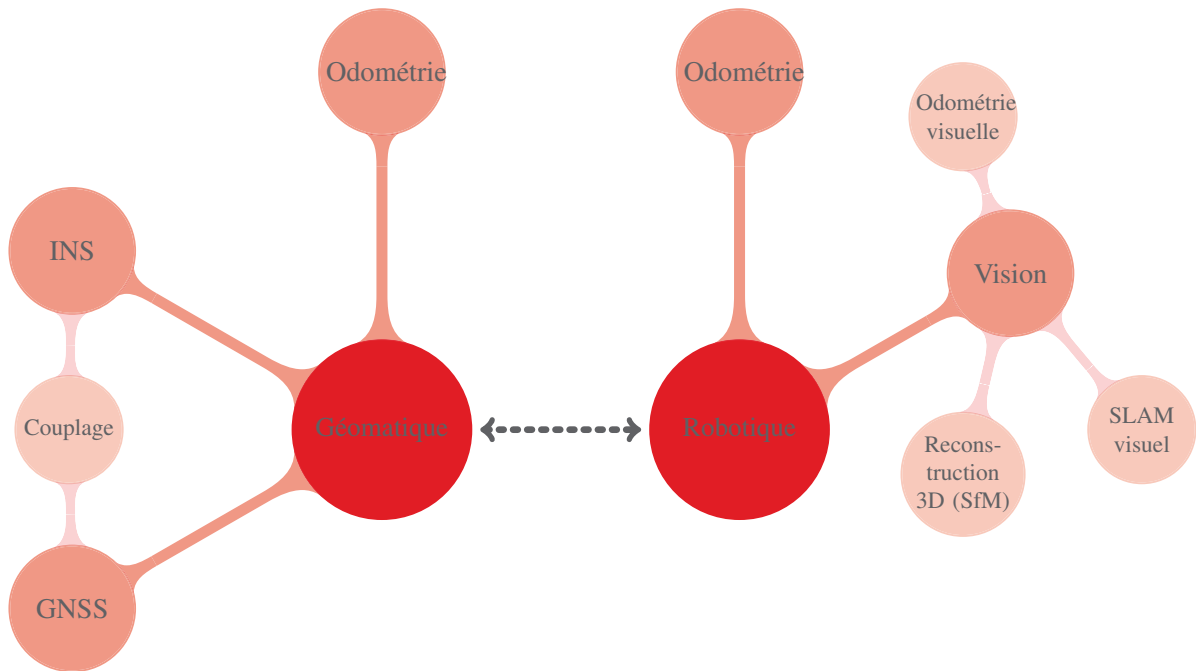 Odométrie
Odométrie
Odométrie
visuelle
INS
Vision
Couplage
Géomatique
Robotique
SLAM
visuel
Recons-
truction
3D (SfM)
GNSS